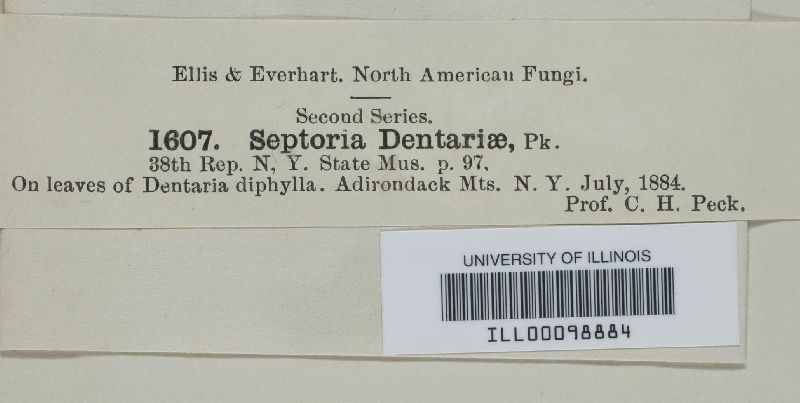 Ellis & Everhart. North American Fungi.
Second Series.
1607. Septoria Dentariæ, Pk.
38th Rep. N, Y. State Mus. p. 97,
On leaves of Dentaria diphylla. Adirondack Mts. N. Y. July, 1884.
Prof. C. H. Peck.
UNIVERSITY OF ILLINOIS
ILL00098884